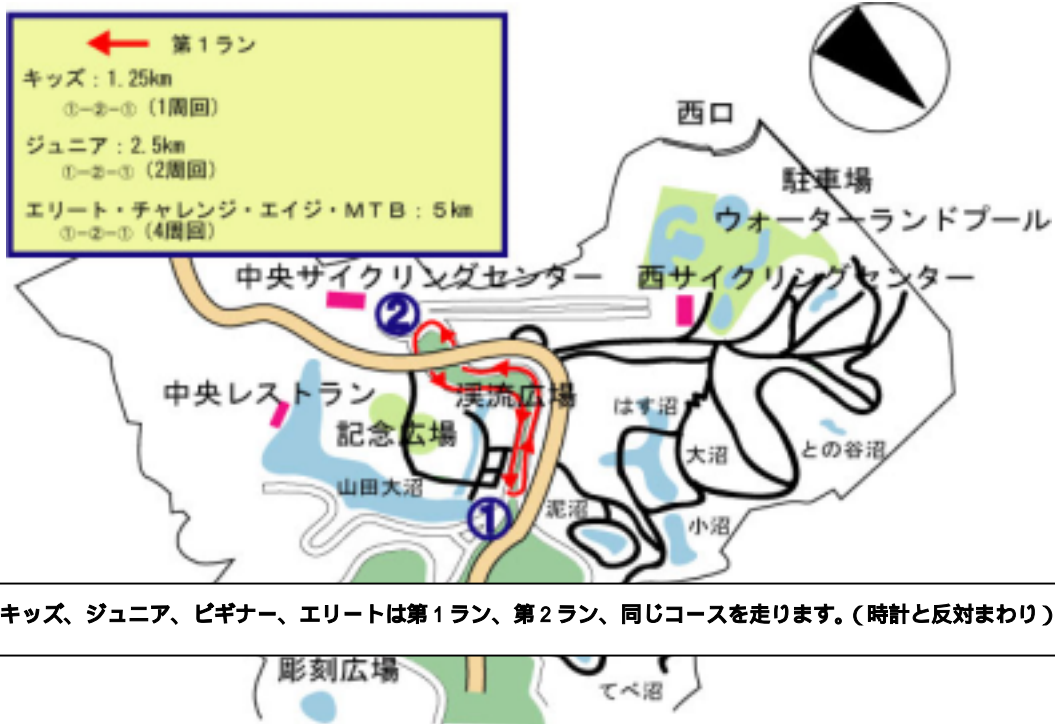 第1ラン
キッズ：1.25km
①-②-①（1周回）
ジュニア：2.5km
①-②-①（2周回）
エリート・チャレンジ・エイジ・MTB：5km
①-②-①（4周回）
西口
駐車場
ウォーターランドプール
中央サイクリングセンター
西サイクリングセンター
②
中央レストラン
渓流広場
はす沼
記念広場
大沼
との谷沼
山田大沼
①
泥沼
小沼
キッズ、ジュニア、ビギナー、エリートは第1ラン、第2ラン、同じコースを走ります。（時計と反対まわり）
彫刻広場
てべ沼